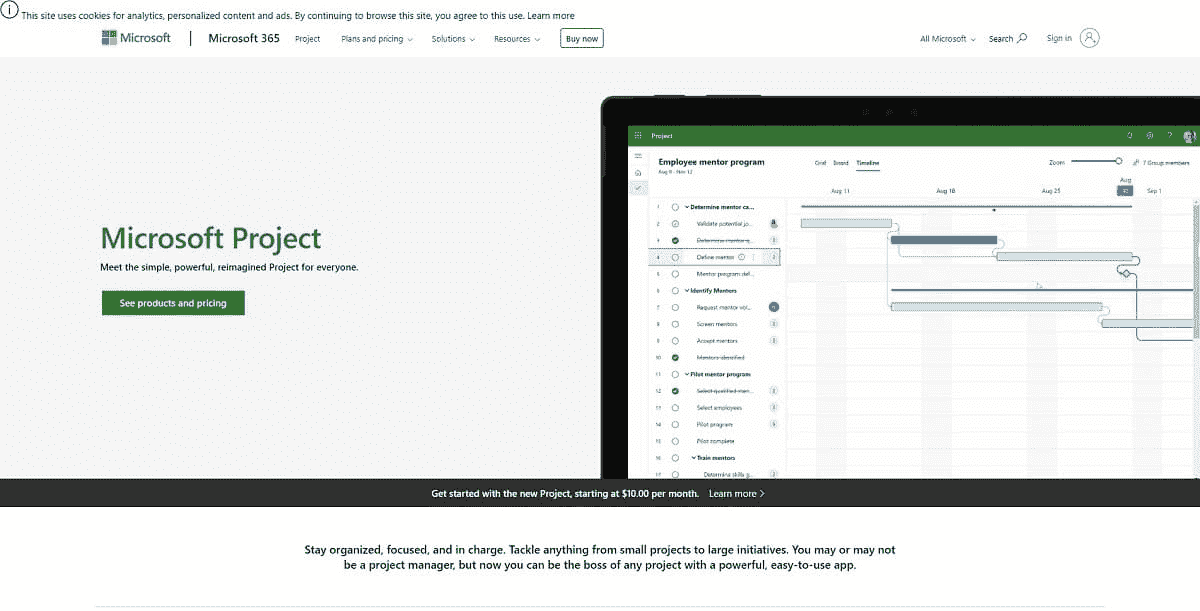 This site uses cookies for analytics, personalized content and ads. By continuing to browse this site, you agree to this use. Learn more
Microsoft Microsoft 365 Project Plans and pricing Solutions Resources Buy now All Microsoft Search Sign in
Project
Employee mentor program
Aug 8 - Nov 12
Grid Board Timeline
Zoom
7 Group members
Aug
Aug 11 Aug 18 Aug 25 Sep 1
1 Determine mentor ca...
2 Validate potential jo...
3 Determine mentor q...
4 Define mentor 2
5 Mentor program del...
6 Identify Mentors
7 Request mentor vol...
8 Screen mentors
9 Accept mentors
10 Mentors identified
11 Pilot mentor program
12 Select qualified men...
13 Select employees
14 Pilot program
15 Pilot complete
16 Train mentors
17 Determine skills g...
Microsoft Project
Meet the simple, powerful, reimagined Project for everyone.
See products and pricing
Get started with the new Project, starting at $10.00 per month. Learn more
Stay organized, focused, and in charge. Tackle anything from small projects to large initiatives. You may or may not
be a project manager, but now you can be the boss of any project with a powerful, easy-to-use app.